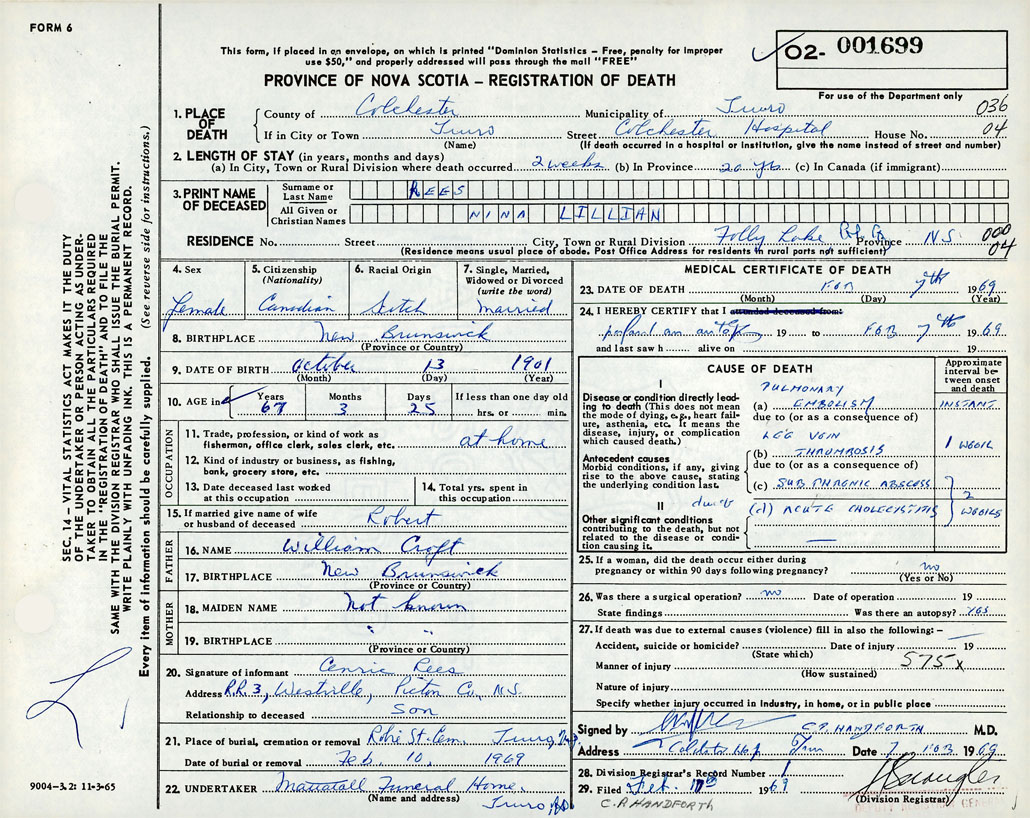 FORM 6
This form, if placed in an envelope, on which is printed "Dominion Statistics – Free, penalty for improper
use $50," and properly addressed will pass through the mail "FREE"
O2- 001699
For use of the Department only
PROVINCE OF NOVA SCOTIA – REGISTRATION OF DEATH
1. PLACE OF DEATH
County of Colchester Municipality of Truro 036
If in City or Town Truro Street Colchester Hospital House No. 04
(Name) (If death occurred in a hospital or institution, give the name instead of street and number)
2. LENGTH OF STAY (in years, months and days)
(a) In City, Town or Rural Division where death occurred 2 weeks (b) In Province 20 yrs (c) In Canada (if immigrant)
3. PRINT NAME OF DECEASED
Surname or Last Name REES
All Given or Christian Names NINA LILLIAN
RESIDENCE No. Street City, Town or Rural Division Folly Lake Col. Co. Province N.S. 000
(Residence means usual place of abode. Post Office Address for residents in rural parts not sufficient) 04
4. Sex Female
5. Citizenship (Nationality) Canadian
6. Racial Origin Scotch
7. Single, Married, Widowed or Divorced (write the word) Married
8. BIRTHPLACE New Brunswick
(Province or Country)
9. DATE OF BIRTH October 13 1901
(Month) (Day) (Year)
10. AGE in Years 67 Months 3 Days 25 If less than one day old hrs. or min.
OCCUPATION
11. Trade, profession, or kind of work as fisherman, office clerk, sales clerk, etc. at home
12. Kind of industry or business, as fishing, bank, grocery store, etc.
13. Date deceased last worked at this occupation
14. Total yrs. spent in this occupation
15. If married give name of wife or husband of deceased Robert
FATHER
16. NAME William Croft
17. BIRTHPLACE New Brunswick
(Province or Country)
MOTHER
18. MAIDEN NAME Not known
19. BIRTHPLACE " "
(Province or Country)
20. Signature of informant Cenric Rees
Address R.R 3, Westville, Pictou Co., N.S.
Relationship to deceased Son
21. Place of burial, cremation or removal Robie St. Cem. Truro, N.S
Date of burial or removal Feb. 10, 1969
22. UNDERTAKER Mattatall Funeral Home,
(Name and address) Truro, N.S.
MEDICAL CERTIFICATE OF DEATH
23. DATE OF DEATH FEB 7th 1969
(Month) (Day) (Year)
24. I HEREBY CERTIFY that I attended deceased from:
19 to FEB 7th 1969
and last saw h alive on 19
CAUSE OF DEATH
Approximate interval between onset and death
I
Disease or condition directly leading to death (This does not mean the mode of dying, e.g., heart failure, asthenia, etc. It means the disease, injury, or complication which caused death.)
PULMONARY
(a) EMBOLISM INSTANT
due to (or as a consequence of)
Antecedent causes
Morbid conditions, if any, giving rise to the above cause, stating the underlying condition last.
LEG VEIN
(b) THROMBOSIS 1 WEEK
due to (or as a consequence of)
(c) SUB PHRENIC ABSCESS
due to
(d) ACUTE CHOLECYSTITIS 2 WEEKS
II
Other significant conditions contributing to the death, but not related to the disease or condition causing it.
25. If a woman, did the death occur either during pregnancy or within 90 days following pregnancy? no
(Yes or No)
26. Was there a surgical operation? no Date of operation 19
State findings Was there an autopsy? YES
27. If death was due to external causes (violence) fill in also the following: –
Accident, suicide or homicide? Date of injury 19
(State which) 575X
Manner of injury
(How sustained)
Nature of injury
Specify whether injury occurred in industry, in home, or in public place
Signed by C.P. HANDFORTH M.D.
Address Date 7 FEB 1969
28. Division Registrar's Record Number 1
29. Filed Feb. 1969
C.P. HANDFORTH (Division Registrar)
DEPUTY REGISTRAR GENERAL
SEC. 14 – VITAL STATISTICS ACT MAKES IT THE DUTY
OF THE UNDERTAKER OR PERSON ACTING AS UNDER-
TAKER TO OBTAIN ALL THE PARTICULARS REQUIRED
IN THE "REGISTRATION OF DEATH" AND TO FILE THE
SAME WITH THE DIVISION REGISTRAR WHO SHALL ISSUE THE BURIAL PERMIT.
WRITE PLAINLY WITH UNFADING INK. THIS IS A PERMANENT RECORD.
Every item of information should be carefully supplied. (See reverse side for instructions.)
9004–3.2: 11-3-65